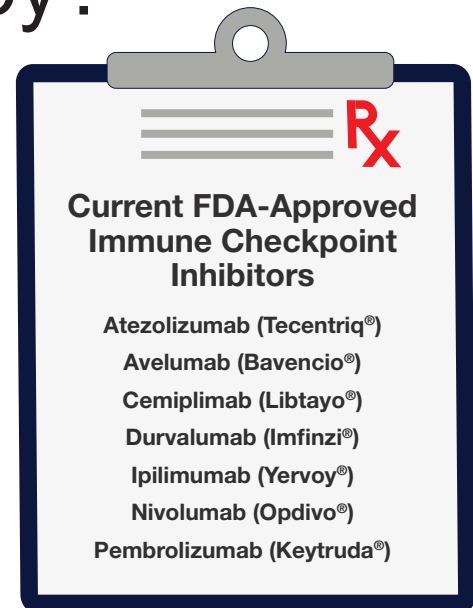 Rx
Current FDA-Approved
Immune Checkpoint
Inhibitors
Atezolizumab (Tecentriq®)
Avelumab (Bavencio®)
Cemiplimab (Libtayo®)
Durvalumab (Imfinzi®)
Ipilimumab (Yervoy®)
Nivolumab (Opdivo®)
Pembrolizumab (Keytruda®)